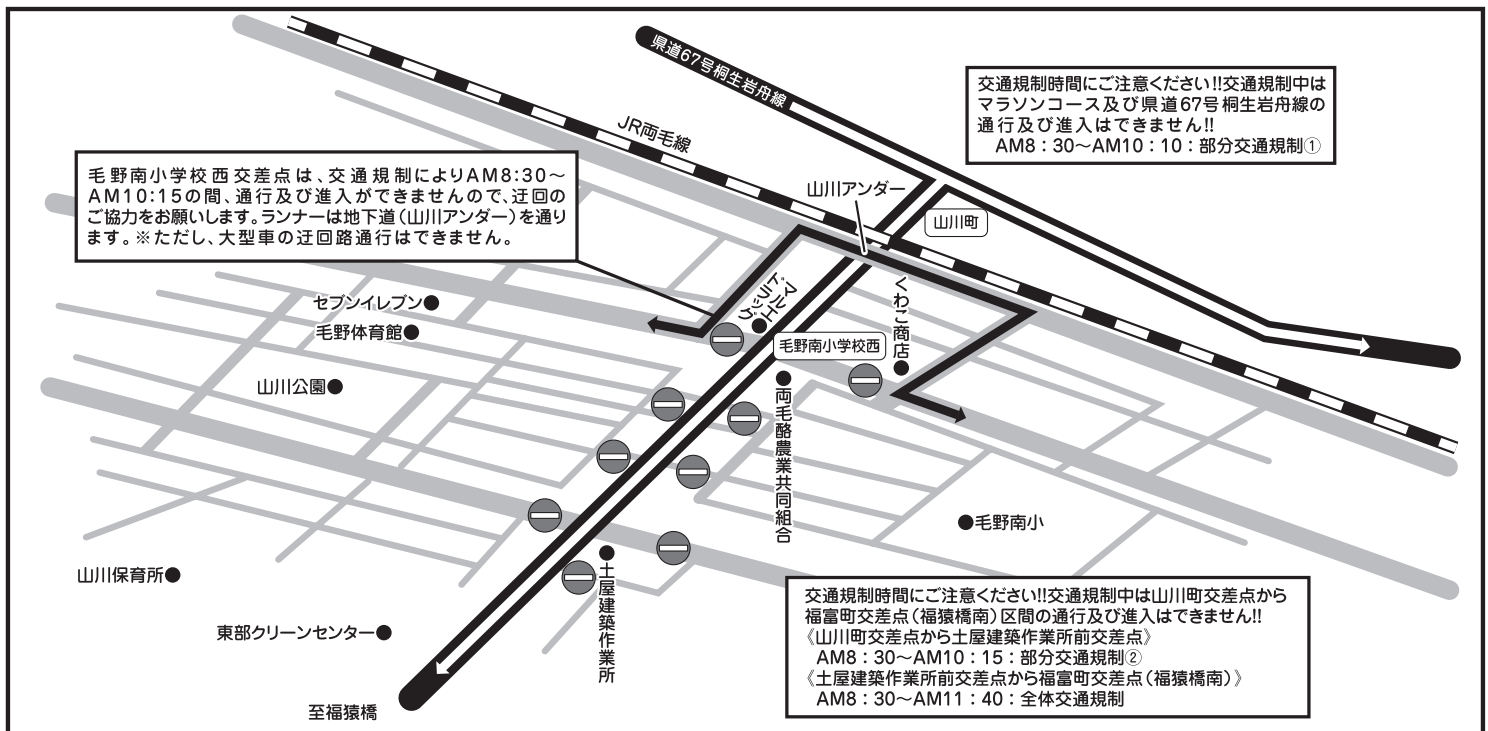 県道67号桐生岩舟線
JR両毛線
交通規制時間にご注意ください!!交通規制中は
マラソンコース及び県道67号桐生岩舟線の
通行及び進入はできません!!
AM8：30～AM10：10：部分交通規制①
毛野南小学校西交差点は、交通規制によりAM8:30～
AM10:15の間、通行及び進入ができませんので、迂回の
ご協力をお願いします。ランナーは地下道(山川アンダー)を通り
ます。※ただし、大型車の迂回路通行はできません。
山川アンダー
山川町
セブンイレブン
毛野体育館
山川公園
マルエドラッグ
くわこ商店
毛野南小学校西
両毛酪農業共同組合
毛野南小
山川保育所
東部クリーンセンター
土屋建築作業所
至福猿橋
交通規制時間にご注意ください!!交通規制中は山川町交差点から
福富町交差点(福猿橋南)区間の通行及び進入はできません!!
《山川町交差点から土屋建築作業所前交差点》
AM8：30～AM10：15：部分交通規制②
《土屋建築作業所前交差点から福富町交差点(福猿橋南)》
AM8：30～AM11：40：全体交通規制